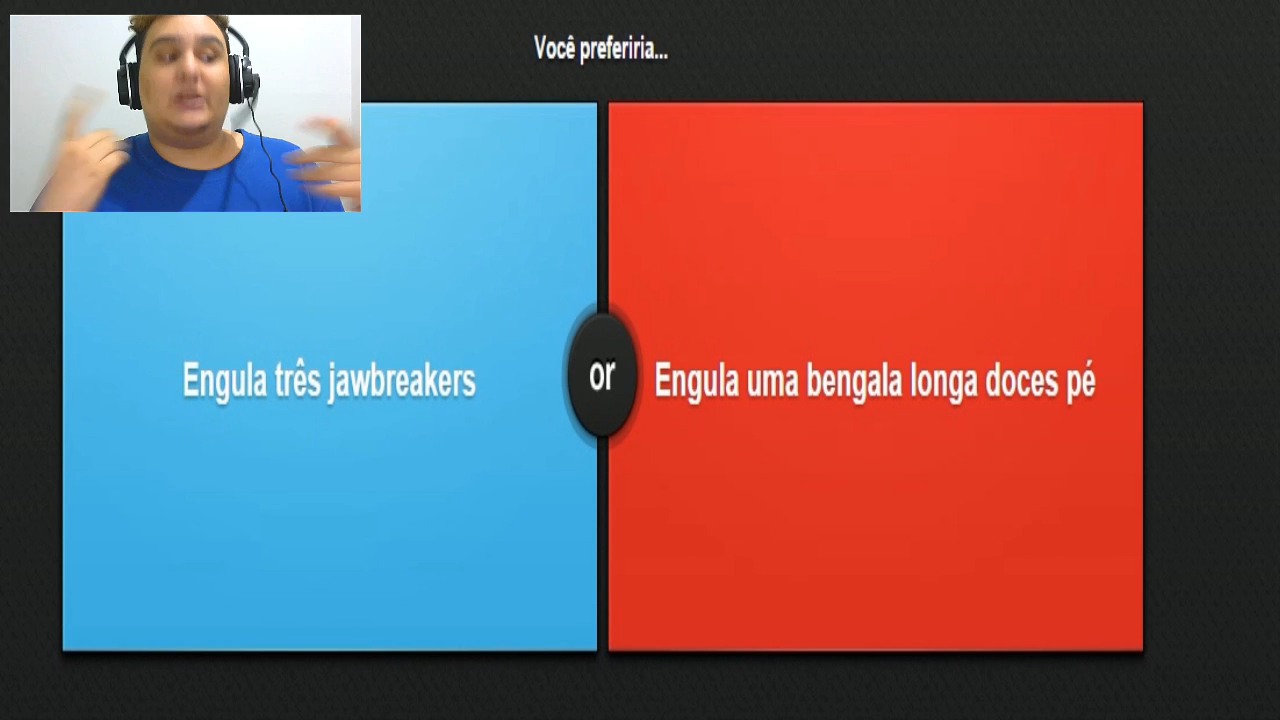 Você preferiria...
Engula três jawbreakers
or
Engula uma bengala longa doces pé